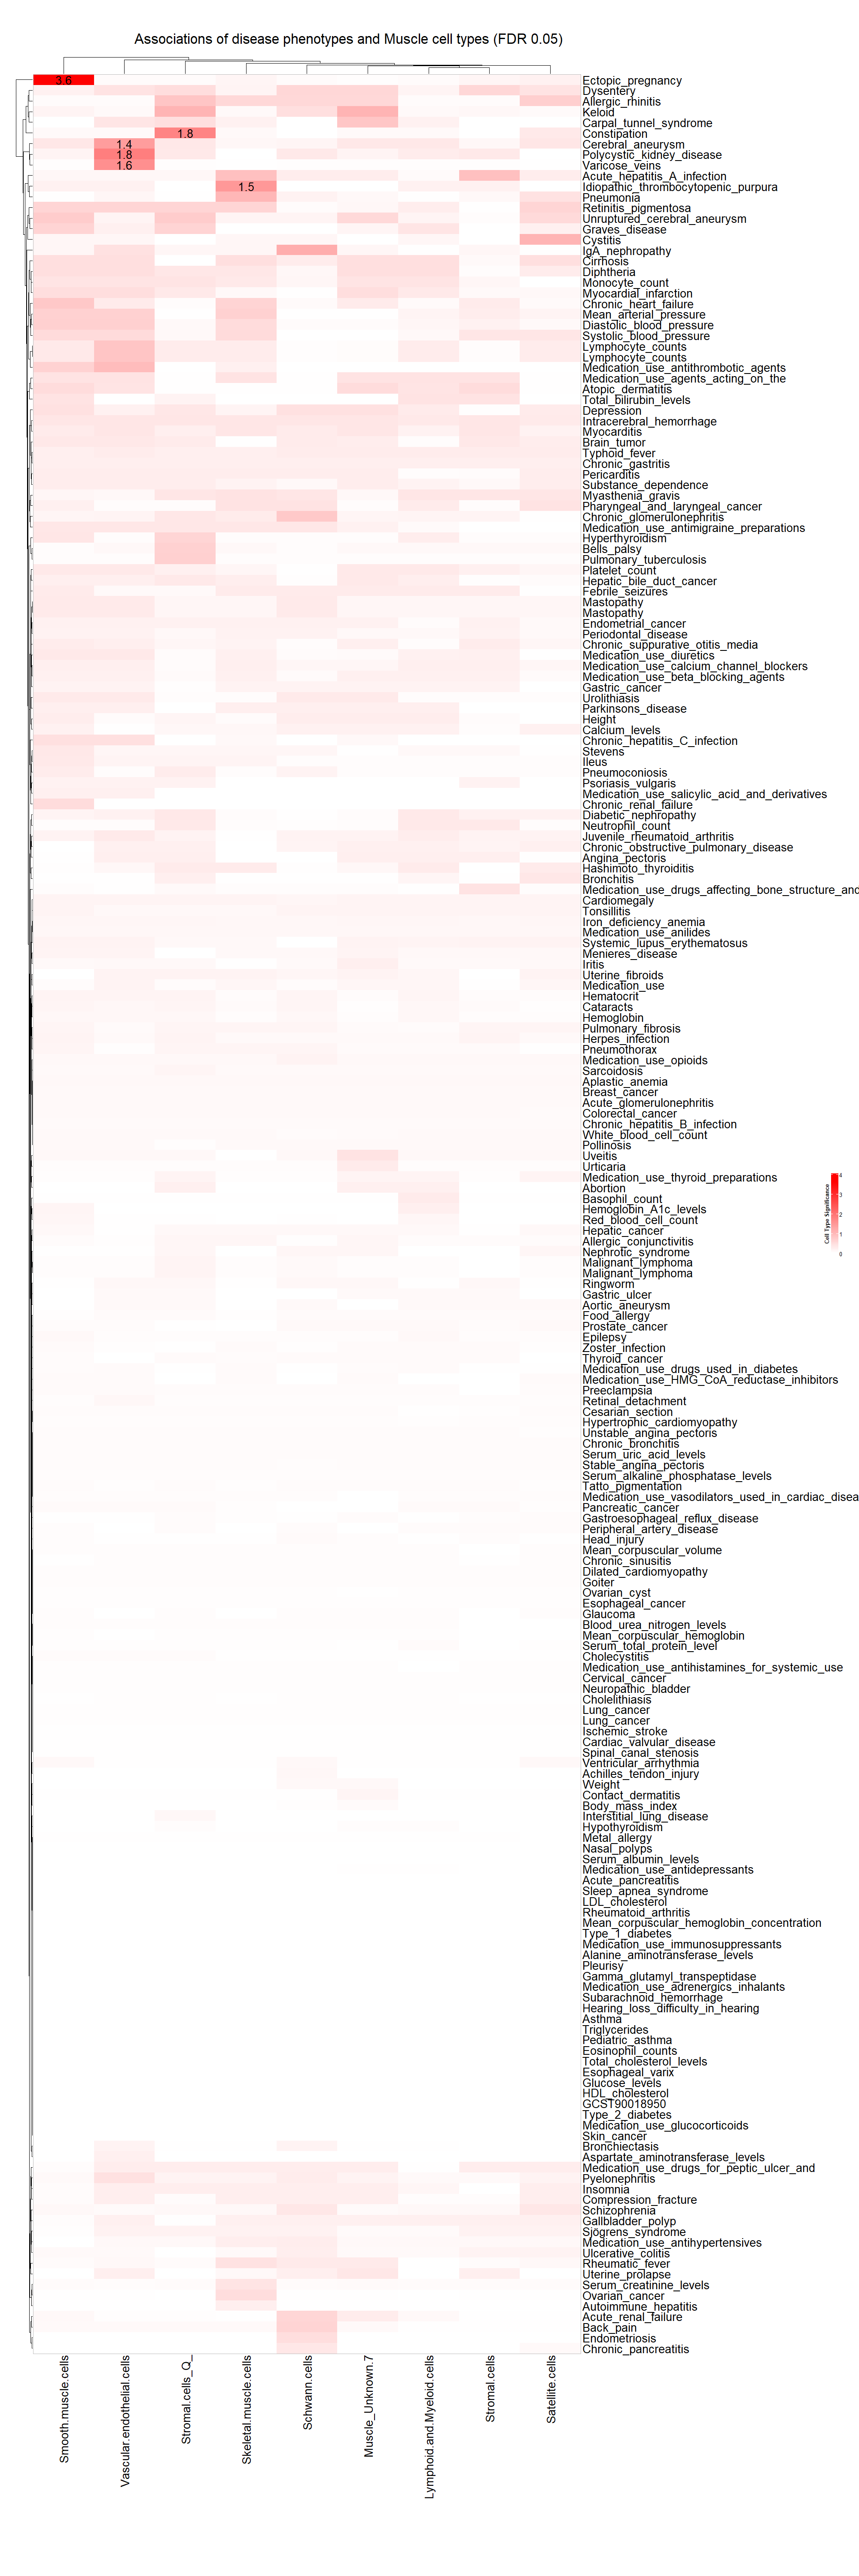 Associations of disease phenotypes and Muscle cell types (FDR 0.05)
3.6 Ectopic_pregnancy
Dysentery
Allergic_rhinitis
Keloid
Carpal_tunnel_syndrome
1.8 Constipation
1.4 Cerebral_aneurysm
1.8 Polycystic_kidney_disease
1.6 Varicose_veins
Acute_hepatitis_A_infection
1.5 Idiopathic_thrombocytopenic_purpura
Pneumonia
Retinitis_pigmentosa
Unruptured_cerebral_aneurysm
Graves_disease
Cystitis
IgA_nephropathy
Cirrhosis
Diphtheria
Monocyte_count
Myocardial_infarction
Chronic_heart_failure
Mean_arterial_pressure
Diastolic_blood_pressure
Systolic_blood_pressure
Lymphocyte_counts
Lymphocyte_counts
Medication_use_antithrombotic_agents
Medication_use_agents_acting_on_the
Atopic_dermatitis
Total_bilirubin_levels
Depression
Intracerebral_hemorrhage
Myocarditis
Brain_tumor
Typhoid_fever
Chronic_gastritis
Pericarditis
Substance_dependence
Myasthenia_gravis
Pharyngeal_and_laryngeal_cancer
Chronic_glomerulonephritis
Medication_use_antimigraine_preparations
Hyperthyroidism
Bells_palsy
Pulmonary_tuberculosis
Platelet_count
Hepatic_bile_duct_cancer
Febrile_seizures
Mastopathy
Mastopathy
Endometrial_cancer
Periodontal_disease
Chronic_suppurative_otitis_media
Medication_use_diuretics
Medication_use_calcium_channel_blockers
Medication_use_beta_blocking_agents
Gastric_cancer
Urolithiasis
Parkinsons_disease
Height
Calcium_levels
Chronic_hepatitis_C_infection
Stevens
Ileus
Pneumoconiosis
Psoriasis_vulgaris
Medication_use_salicylic_acid_and_derivatives
Chronic_renal_failure
Diabetic_nephropathy
Neutrophil_count
Juvenile_rheumatoid_arthritis
Chronic_obstructive_pulmonary_disease
Angina_pectoris
Hashimoto_thyroiditis
Bronchitis
Medication_use_drugs_affecting_bone_structure_and
Cardiomegaly
Tonsillitis
Iron_deficiency_anemia
Medication_use_anilides
Systemic_lupus_erythematosus
Menieres_disease
Iritis
Uterine_fibroids
Medication_use
Hematocrit
Cataracts
Hemoglobin
Pulmonary_fibrosis
Herpes_infection
Pneumothorax
Medication_use_opioids
Sarcoidosis
Aplastic_anemia
Breast_cancer
Acute_glomerulonephritis
Colorectal_cancer
Chronic_hepatitis_B_infection
White_blood_cell_count
Pollinosis
Uveitis
Urticaria
Medication_use_thyroid_preparations
Abortion
Basophil_count
Hemoglobin_A1c_levels
Red_blood_cell_count
Hepatic_cancer
Allergic_conjunctivitis
Nephrotic_syndrome
Malignant_lymphoma
Malignant_lymphoma
Ringworm
Gastric_ulcer
Aortic_aneurysm
Food_allergy
Prostate_cancer
Epilepsy
Zoster_infection
Thyroid_cancer
Medication_use_drugs_used_in_diabetes
Medication_use_HMG_CoA_reductase_inhibitors
Preeclampsia
Retinal_detachment
Cesarian_section
Hypertrophic_cardiomyopathy
Unstable_angina_pectoris
Chronic_bronchitis
Serum_uric_acid_levels
Stable_angina_pectoris
Serum_alkaline_phosphatase_levels
Tatto_pigmentation
Medication_use_vasodilators_used_in_cardiac_disea
Pancreatic_cancer
Gastroesophageal_reflux_disease
Peripheral_artery_disease
Head_injury
Mean_corpuscular_volume
Chronic_sinusitis
Dilated_cardiomyopathy
Goiter
Ovarian_cyst
Esophageal_cancer
Glaucoma
Blood_urea_nitrogen_levels
Mean_corpuscular_hemoglobin
Serum_total_protein_level
Cholecystitis
Medication_use_antihistamines_for_systemic_use
Cervical_cancer
Neuropathic_bladder
Cholelithiasis
Lung_cancer
Lung_cancer
Ischemic_stroke
Cardiac_valvular_disease
Spinal_canal_stenosis
Ventricular_arrhythmia
Achilles_tendon_injury
Weight
Contact_dermatitis
Body_mass_index
Interstitial_lung_disease
Hypothyroidism
Metal_allergy
Nasal_polyps
Serum_albumin_levels
Medication_use_antidepressants
Acute_pancreatitis
Sleep_apnea_syndrome
LDL_cholesterol
Rheumatoid_arthritis
Mean_corpuscular_hemoglobin_concentration
Type_1_diabetes
Medication_use_immunosuppressants
Alanine_aminotransferase_levels
Pleurisy
Gamma_glutamyl_transpeptidase
Medication_use_adrenergics_inhalants
Subarachnoid_hemorrhage
Hearing_loss_difficulty_in_hearing
Asthma
Triglycerides
Pediatric_asthma
Eosinophil_counts
Total_cholesterol_levels
Esophageal_varix
Glucose_levels
HDL_cholesterol
GCST90018950
Type_2_diabetes
Medication_use_glucocorticoids
Skin_cancer
Bronchiectasis
Aspartate_aminotransferase_levels
Medication_use_drugs_for_peptic_ulcer_and
Pyelonephritis
Insomnia
Compression_fracture
Schizophrenia
Gallbladder_polyp
Sjögrens_syndrome
Medication_use_antihypertensives
Ulcerative_colitis
Rheumatic_fever
Uterine_prolapse
Serum_creatinine_levels
Ovarian_cancer
Autoimmune_hepatitis
Acute_renal_failure
Back_pain
Endometriosis
Chronic_pancreatitis
Smooth.muscle.cells
Vascular.endothelial.cells
Stromal.cells_Q_
Skeletal.muscle.cells
Schwann.cells
Muscle_Unknown.7
Lymphoid.and.Myeloid.cells
Stromal.cells
Satellite.cells
Cell Type Significance
4
3
2
1
0